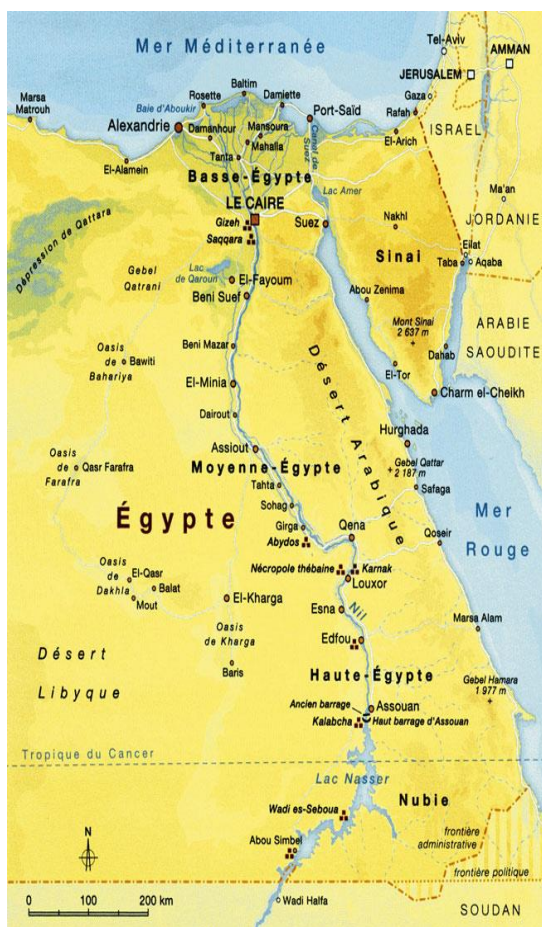 Mer Méditerranée
Tel-Aviv
AMMAN
JERUSALEM
Marsa
Matrouh
Baie d'Aboukir
Rosette
Baltim
Damiette
Gaza
Port-Saïd
Rafah
Alexandrie
Damanhour
Mansoura
Mahalla
Tanta
Canal de
Suez
El-Arich
ISRAEL
El-Alamein
Basse-Égypte
Lac Amer
Ma'an
LE CAIRE
Gizeh
Saqqara
Suez
Nakhl
JORDANIE
Dépression de Qattara
Sinai
Eilat
Taba
Aqaba
Gebel
Qatrani
Lac
de Qaroun
El-Fayoum
Beni Suef
Abou Zenima
Mont Sinai
2 637 m
ARABIE
SAOUDITE
Oasis
de
Bahariya
Bawiti
Beni Mazar
Dahab
El-Tor
El-Minia
Charm el-Cheikh
Désert Arabique
Dairout
Hurghada
Assiout
Oasis
de
Farafra
Qasr Farafra
Moyenne-Égypte
Gebel Qattar
2 187 m
Tahta
Safaga
Sohag
Mer
Rouge
Égypte
Girga
Abydos
Qena
Qoseir
Oasis
de
Dakhla
El-Qasr
Balat
Mout
Nécropole thébaine
Karnak
Louxor
El-Kharga
Esna
Nil
Marsa Alam
Oasis
de Kharga
Edfou
Désert
Libyque
Baris
Haute-Égypte
Gebel Hamara
1 977 m
Ancien barrage
Assouan
Kalabcha
Haut barrage d'Assouan
Tropique du Cancer
Lac Nasser
Wadi es-Seboua
Nubie
N
Abou Simbel
frontière
administrative
frontière politique
0 100 200 km
Wadi Halfa
SOUDAN